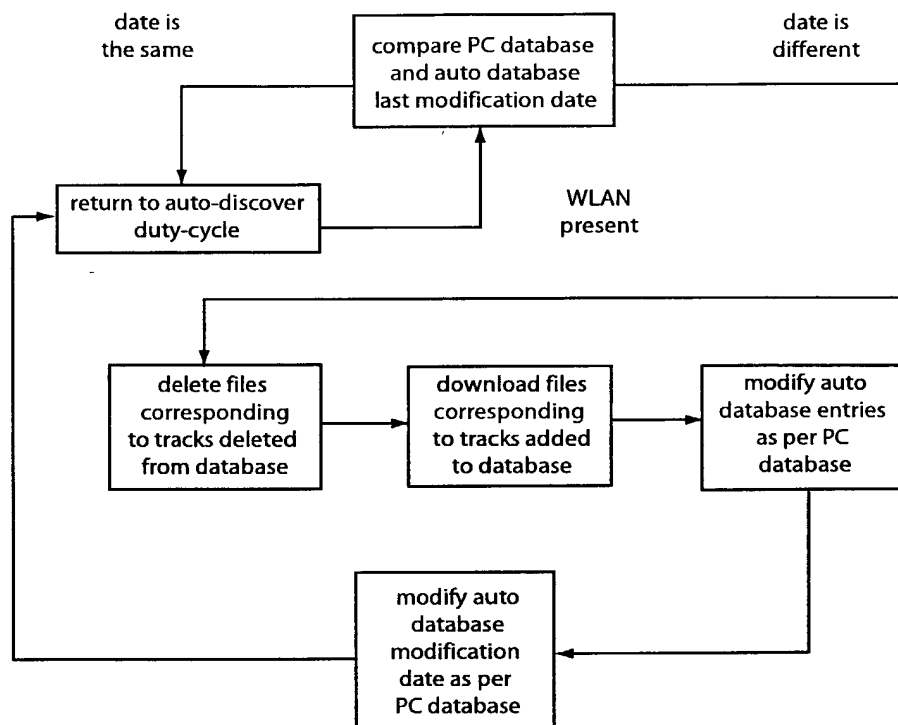 date is
the same
compare PC database
and auto database
last modification date
date is
different
return to auto-discover
duty-cycle
WLAN
present
delete files
corresponding
to tracks deleted
from database
download files
corresponding
to tracks added
to database
modify auto
database entries
as per PC
database
modify auto
database
modification
date as per
PC database